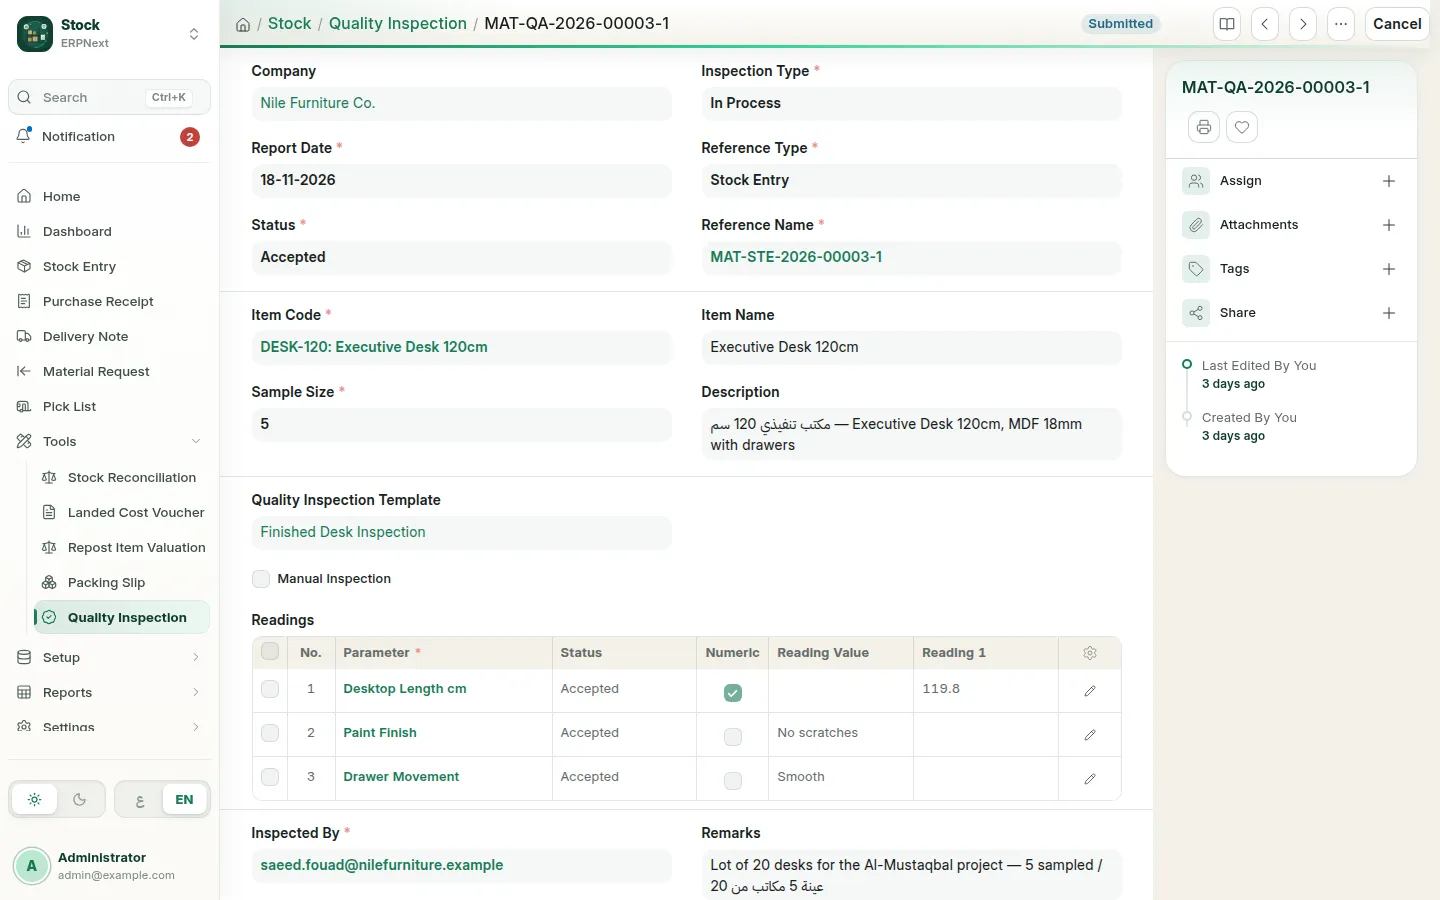 Stock
ERPNext
Search
Ctrl+K
Notification
2
Home
Dashboard
Stock Entry
Purchase Receipt
Delivery Note
Material Request
Pick List
Tools
Stock Reconciliation
Landed Cost Voucher
Repost Item Valuation
Packing Slip
Quality Inspection
Setup
Reports
Settings
ع
EN
A
Administrator
admin@example.com
/ Stock / Quality Inspection / MAT-QA-2026-00003-1
Submitted
Cancel
Company
Nile Furniture Co.
Inspection Type *
In Process
Report Date *
18-11-2026
Reference Type *
Stock Entry
Status *
Accepted
Reference Name *
MAT-STE-2026-00003-1
Item Code *
DESK-120: Executive Desk 120cm
Item Name
Executive Desk 120cm
Sample Size *
5
Description
مكتب تنفيذي 120 سم — Executive Desk 120cm, MDF 18mm
with drawers
Quality Inspection Template
Finished Desk Inspection
Manual Inspection
Readings
No. Parameter * Status Numeric Reading Value Reading 1
1 Desktop Length cm Accepted 119.8
2 Paint Finish Accepted No scratches
3 Drawer Movement Accepted Smooth
Inspected By *
saeed.fouad@nilefurniture.example
Remarks
Lot of 20 desks for the Al-Mustaqbal project — 5 sampled /
عينة 5 مكاتب من 20
MAT-QA-2026-00003-1
Assign
Attachments
Tags
Share
Last Edited By You
3 days ago
Created By You
3 days ago